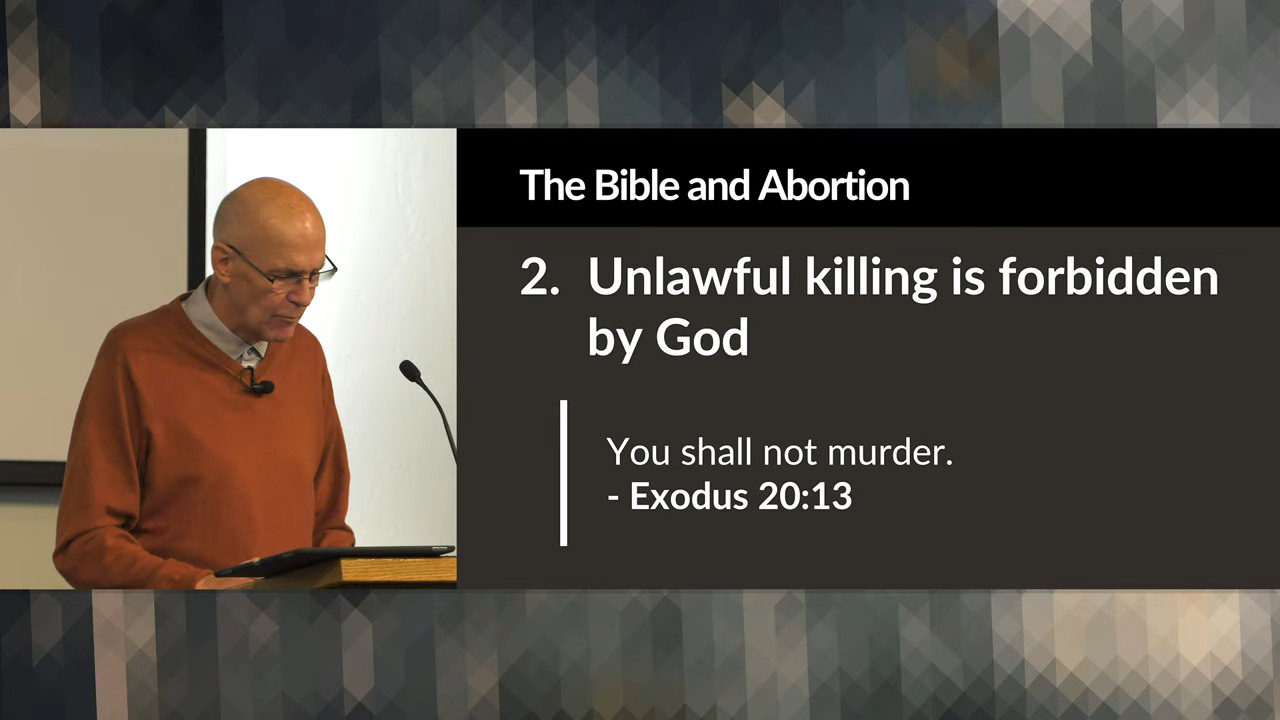 The Bible and Abortion
2. Unlawful killing is forbidden
by God
You shall not murder.
- Exodus 20:13